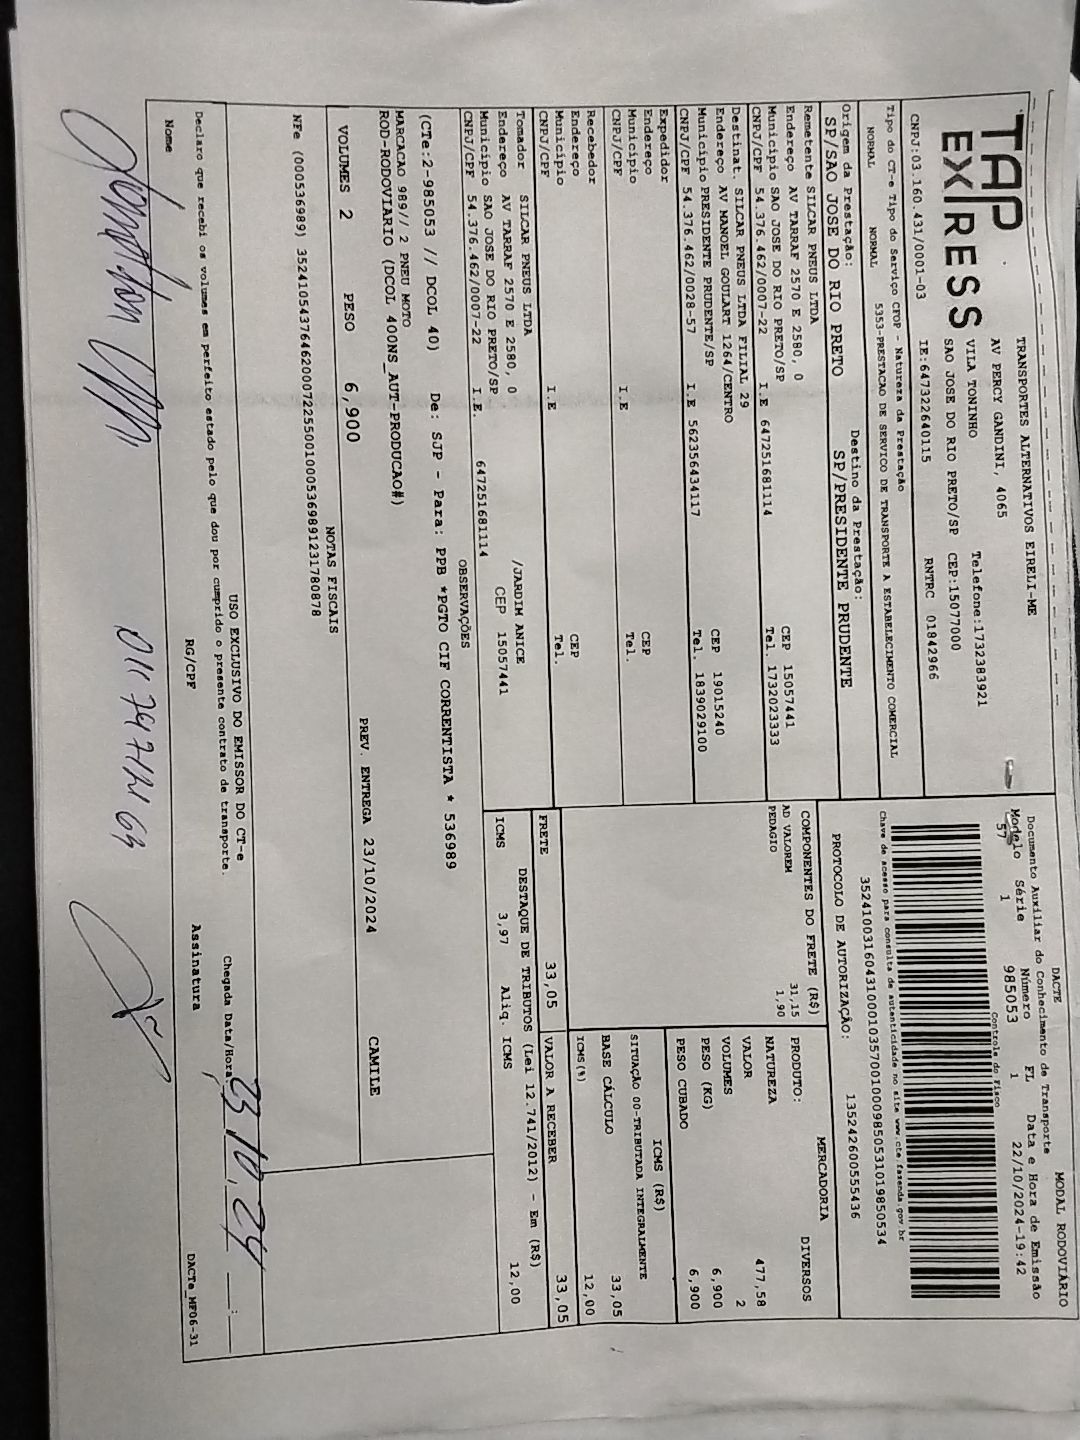 TAP EXPRESS
TRANSPORTES ALTERNATIVOS EIRELI-ME
AV PERCY GANDINI, 4065
VILA TONINHO Telefone:1732383921
SAO JOSE DO RIO PRETO/SP CEP:15077000
CNPJ:03.160.431/0001-03 IE:647322640115 RNTRC 01842966
Tipo do CT-e Tipo do Serviço CFOP - Natureza da Prestação
NORMAL NORMAL 5353-PRESTACAO DE SERVICO DE TRANSPORTE A ESTABELECIMENTO COMERCIAL
Origem da Prestação: Destino da Prestação:
SP/SAO JOSE DO RIO PRETO SP/PRESIDENTE PRUDENTE
Remetente SILCAR PNEUS LTDA
Endereço AV TARRAF 2570 E 2580, 0 CEP 15057441
Município SAO JOSE DO RIO PRETO/SP Tel. 1732023333
CNPJ/CPF 54.376.462/0007-22 I.E 647251681114
Destinat. SILCAR PNEUS LTDA FILIAL 29
Endereço AV MANOEL GOULART 1264/CENTRO CEP 19015240
Município PRESIDENTE PRUDENTE/SP Tel. 1839029100
CNPJ/CPF 54.376.462/0028-57 I.E 562356434117
Expedidor
Endereço CEP
Município Tel.
CNPJ/CPF I.E
Recebedor
Endereço CEP
Município Tel.
CNPJ/CPF I.E
Tomador SILCAR PNEUS LTDA
Endereço AV TARRAF 2570 E 2580, 0 /JARDIM ANICE
Município SAO JOSE DO RIO PRETO/SP CEP 15057441
CNPJ/CPF 54.376.462/0007-22 I.E. 647251681114
DACTE MODAL RODOVIÁRIO
Documento Auxiliar do Conhecimento de Transporte
Modelo Série Número FL Data e Hora de Emissão
57 1 985053 1 22/10/2024-19:42
Controle do Fisco
Chave de acesso para consulta de autenticidade no site www.cte.fazenda.gov.br
35241003160431000103570010009850531019850534
PROTOCOLO DE AUTORIZAÇÃO: 135242600555436
COMPONENTES DO FRETE (R$)
AD VALOREM 31,15
PEDAGIO 1,90
MERCADORIA
PRODUTO:
NATUREZA DIVERSOS
VALOR 477,58
VOLUMES 2
PESO (KG) 6,900
PESO CUBADO 6,900
ICMS (R$)
SITUAÇÃO 00-TRIBUTADA INTEGRALMENTE
BASE CÁLCULO 33,05
ICMS(%) 12,00
FRETE 33,05 VALOR A RECEBER 33,05
DESTAQUE DE TRIBUTOS (Lei 12.741/2012) - Em (R$)
ICMS 3,97 Aliq. ICMS 12,00
OBSERVAÇÕES
(CTe:2-985053 // DCOL 40) De: SJP - Para: PPB *PGTO CIF CORRENTISTA * 536989
MARCACAO 989// 2 PNEU MOTO
ROD-RODOVIARIO (DCOL 400NS_AUT-PRODUCAO#)
VOLUMES 2 PESO 6,900 PREV. ENTREGA 23/10/2024 CAMILE
NOTAS FISCAIS
NFe (000536989) 35241054376462000722550010005369891231780878
USO EXCLUSIVO DO EMISSOR DO CT-e
Declaro que recebi os volumes em perfeito estado pelo que dou por cumprido o presente contrato de transporte.
Chegada Data/Hora 23/10.24 :
Nome RG/CPF Assinatura DACTe_MF06-31